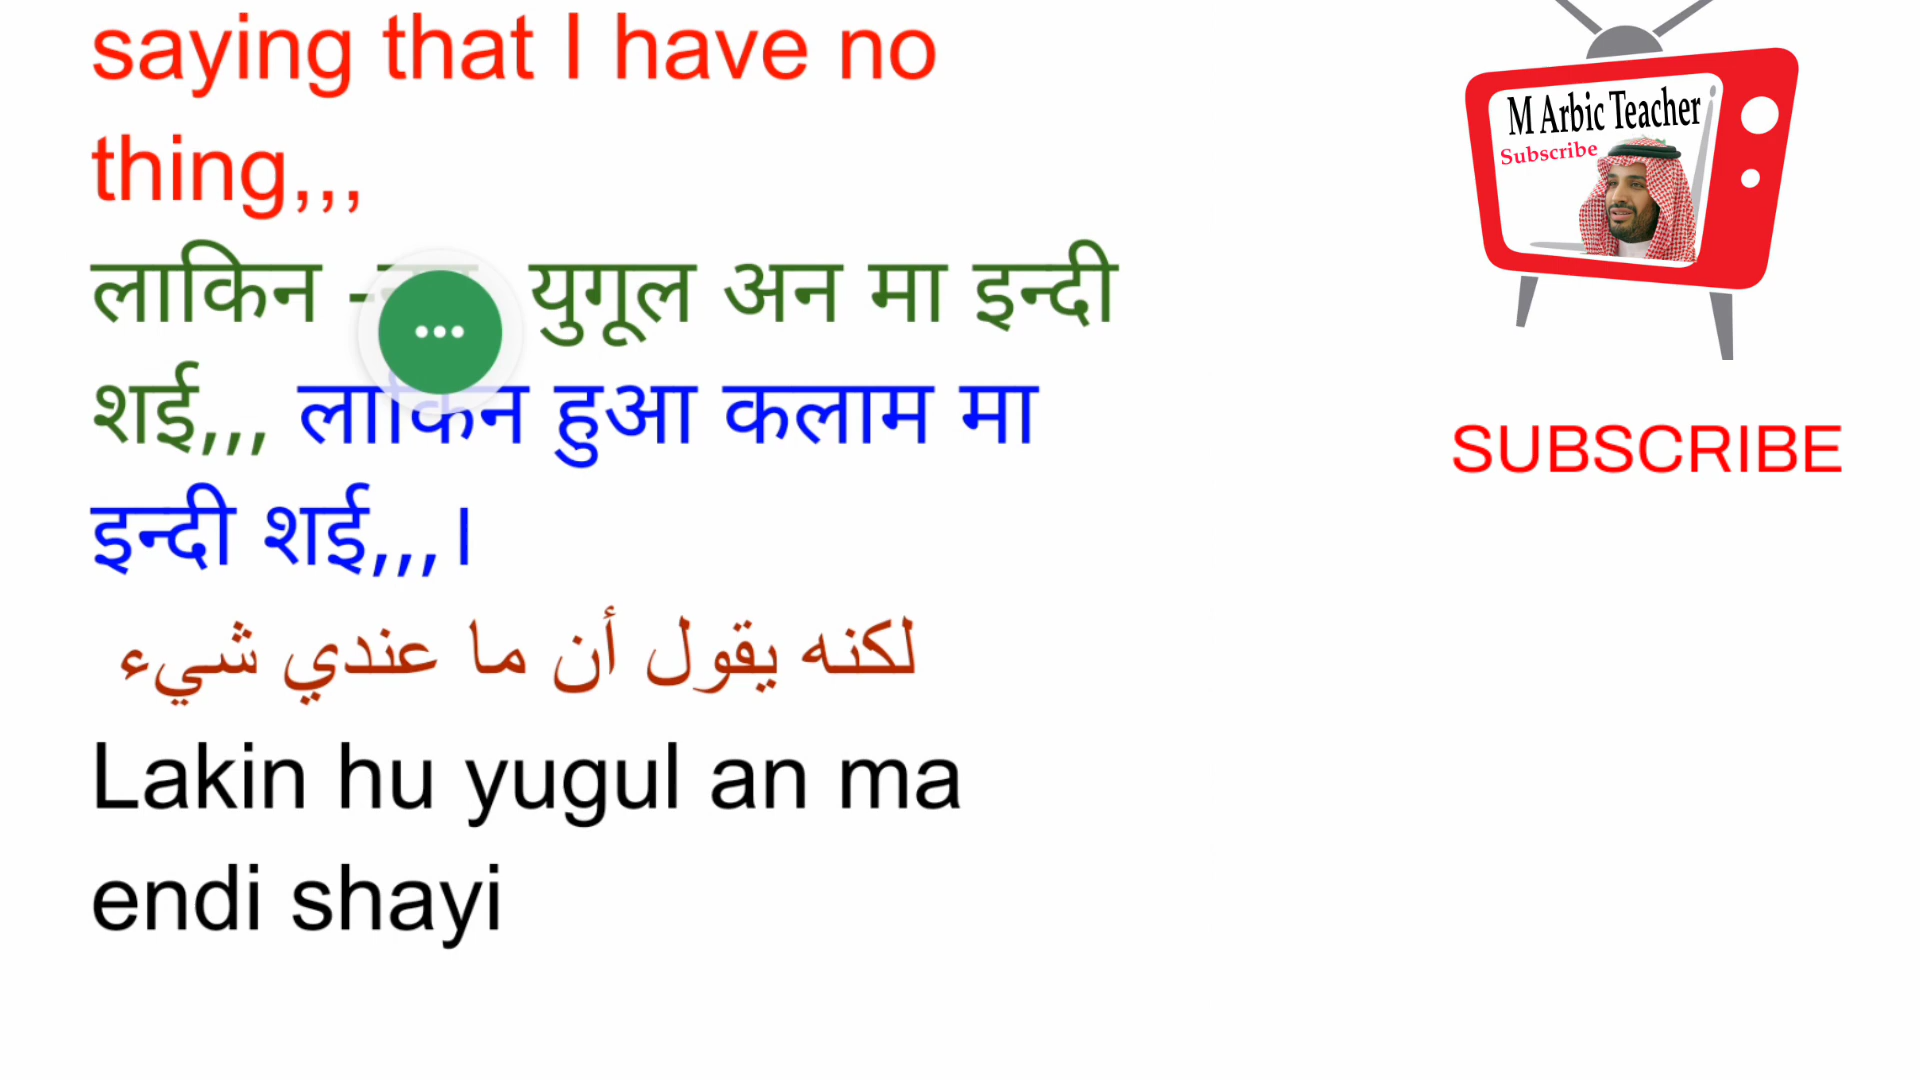 saying that I have no
thing,,,
लाकिन - युगूल अन मा इन्दी
शई,,, लाकिन हुआ कलाम मा
इन्दी शई,,,।
لكنه يقول أن ما عندي شيء
Lakin hu yugul an ma
endi shayi
M Arbic Teacher
Subscribe
SUBSCRIBE